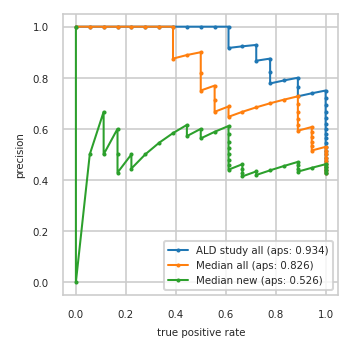 1.0
0.8
0.6
0.4
0.2
0.0
precision
ALD study all (aps: 0.934)
Median all (aps: 0.826)
Median new (aps: 0.526)
0.0 0.2 0.4 0.6 0.8 1.0
true positive rate